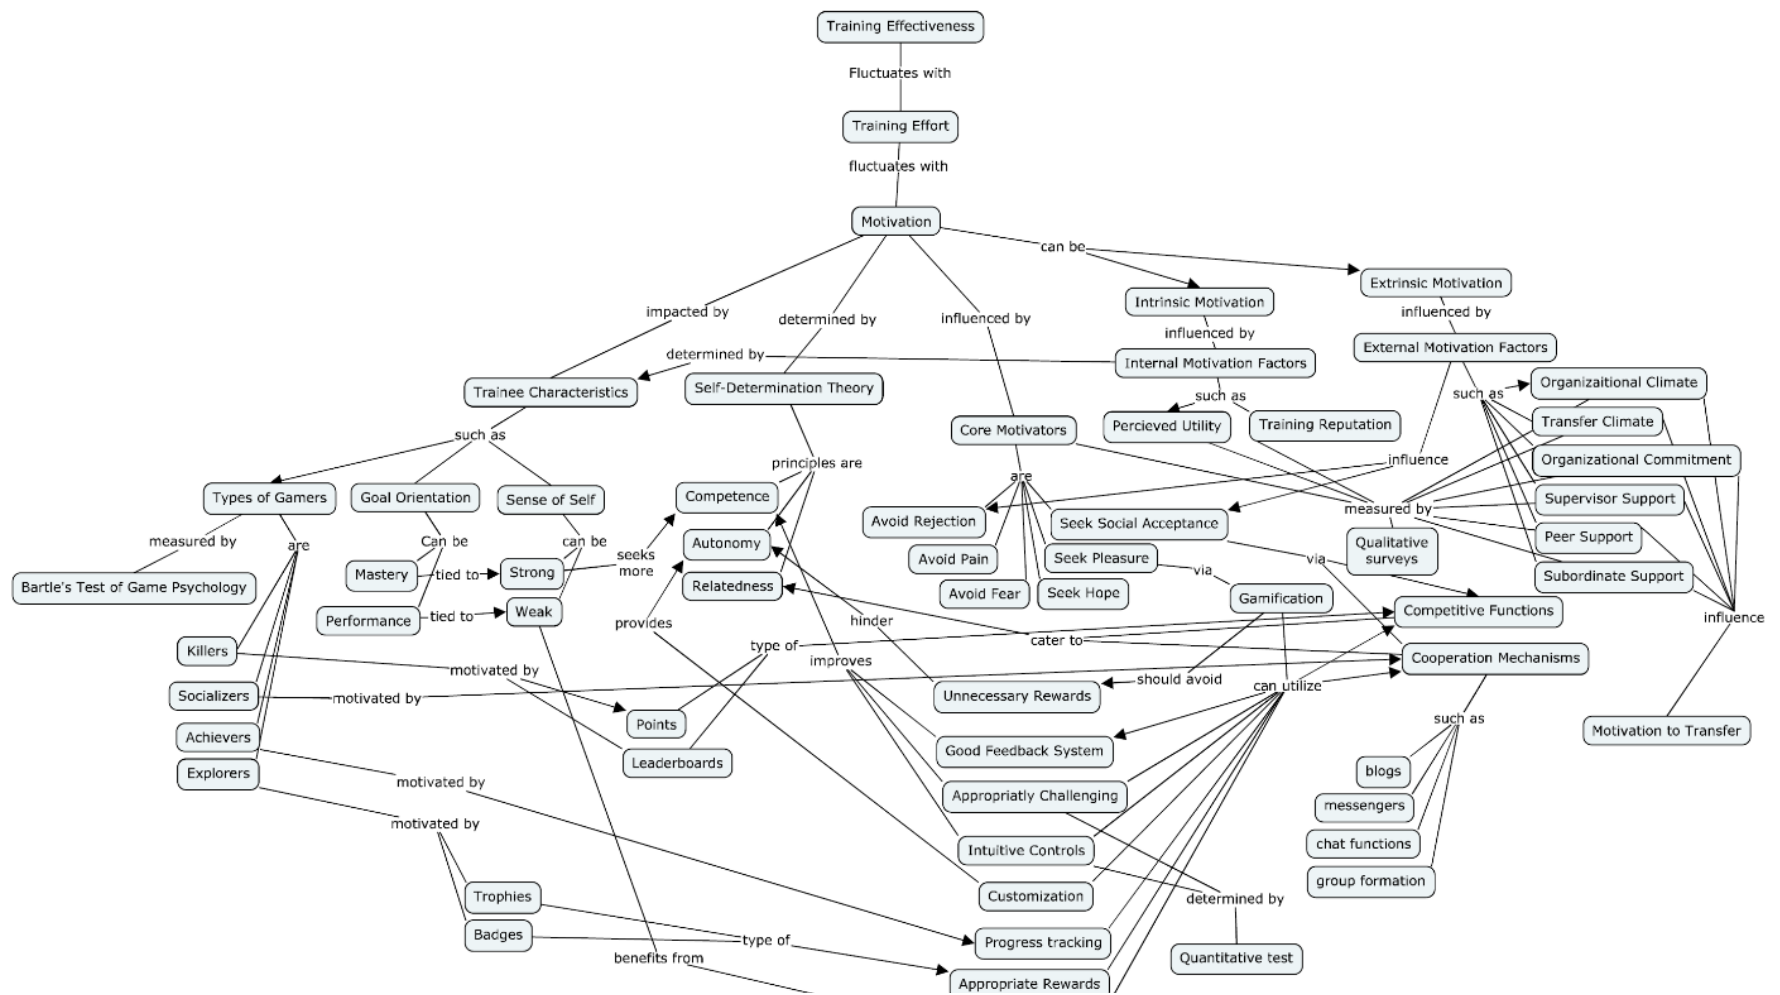 Training Effectiveness
Fluctuates with
Training Effort
fluctuates with
Motivation
can be
Extrinsic Motivation
Intrinsic Motivation
impacted by
determined by
influenced by
influenced by
influenced by
External Motivation Factors
determined by
Internal Motivation Factors
Trainee Characteristics
Self-Determination Theory
such as
such as
Organizaitional Climate
Core Motivators
Percieved Utility
Training Reputation
Transfer Climate
such as
principles are
influence
Organizational Commitment
are
Types of Gamers
Goal Orientation
Sense of Self
Competence
Supervisor Support
measured by
Avoid Rejection
Seek Social Acceptance
Peer Support
measured by
are
Can be
can be
Autonomy
Qualitative
surveys
seeks
more
Avoid Pain
Seek Pleasure
via
via
Subordinate Support
Bartle's Test of Game Psychology
Mastery
tied to
Strong
Relatedness
Avoid Fear
Seek Hope
Gamification
Competitive Functions
Performance
tied to
Weak
provides
hinder
influence
Killers
type of
cater to
improves
Cooperation Mechanisms
motivated by
should avoid
can utilize
Socializers
motivated by
Unnecessary Rewards
Points
such as
Motivation to Transfer
Achievers
Good Feedback System
Leaderboards
Explorers
blogs
motivated by
Appropriatly Challenging
messengers
motivated by
Intuitive Controls
chat functions
group formation
Trophies
Customization
determined by
Badges
type of
Progress tracking
benefits from
Quantitative test
Appropriate Rewards